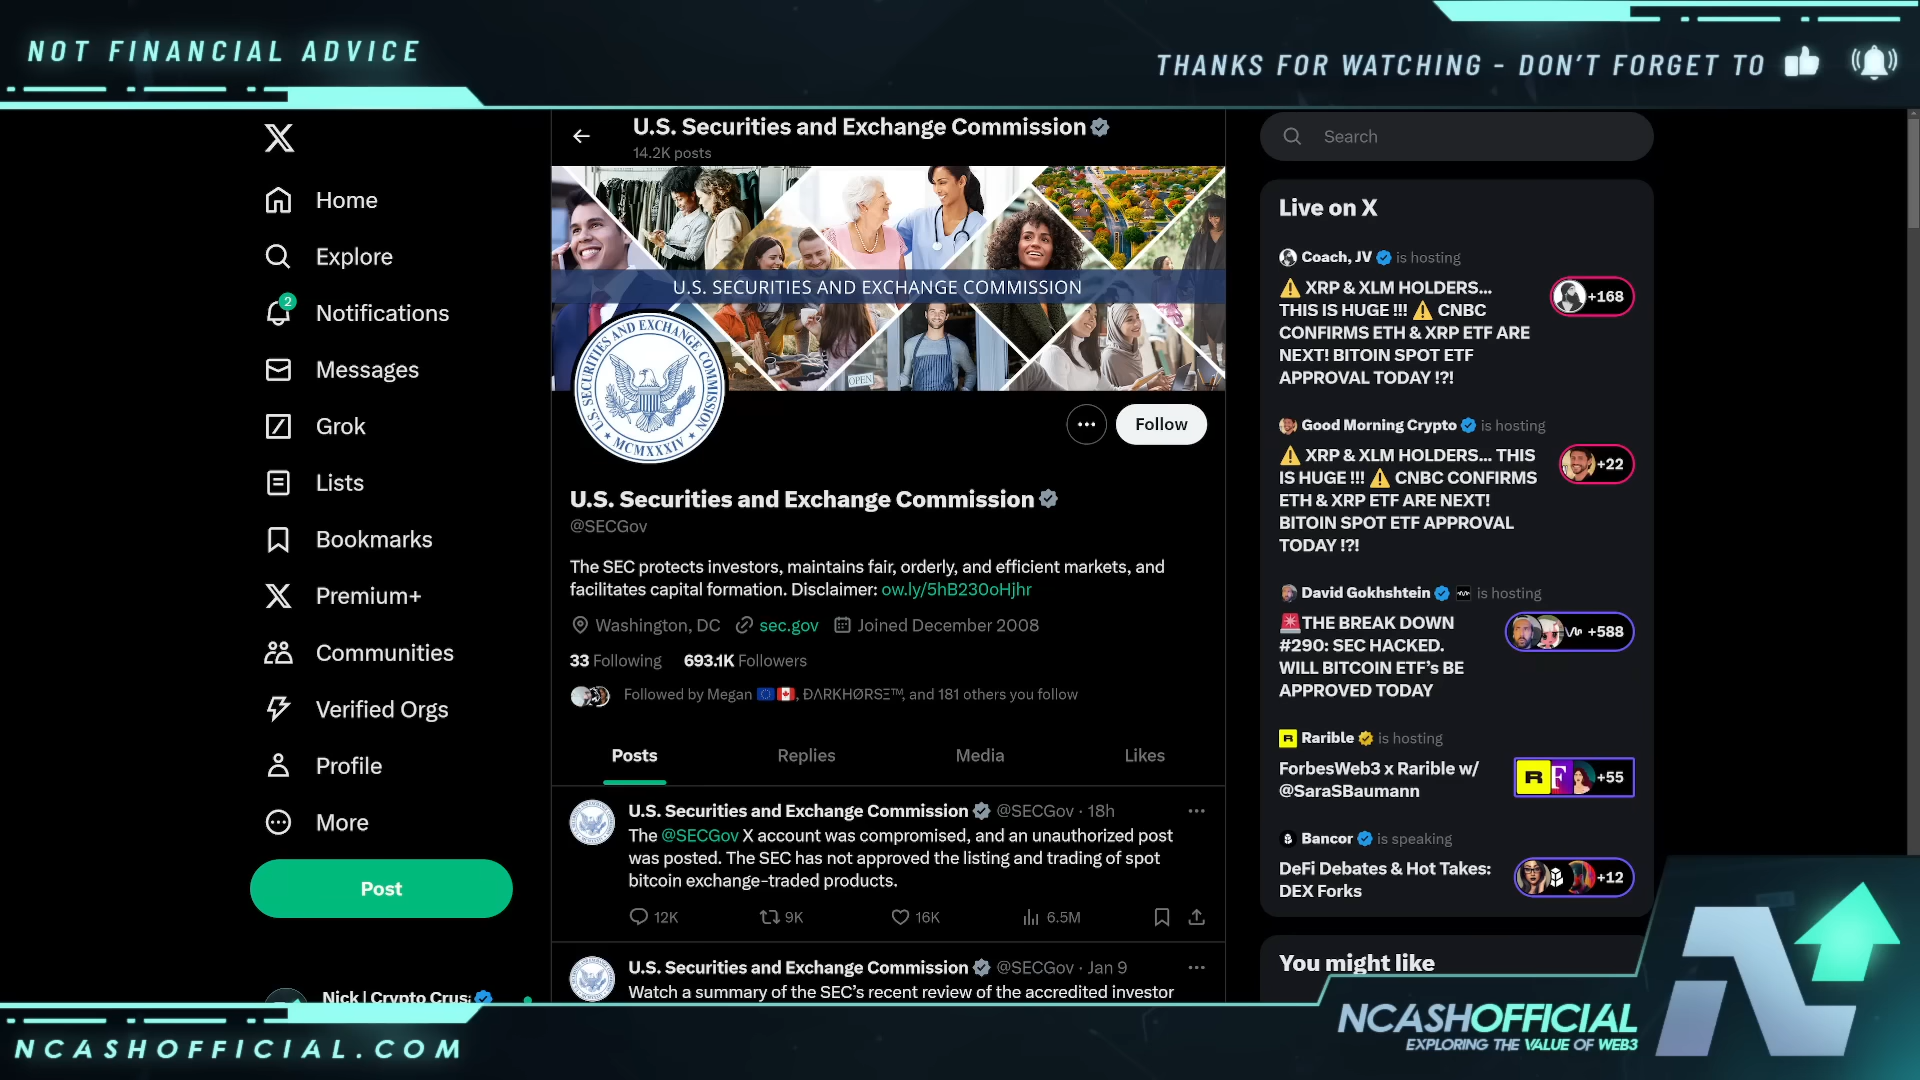 NOT FINANCIAL ADVICE
THANKS FOR WATCHING - DON'T FORGET TO
X
Home
Explore
2
Notifications
Messages
Grok
Lists
Bookmarks
Premium+
Communities
Verified Orgs
Profile
More
Post
Nick | Crypto Crus
U.S. Securities and Exchange Commission
14.2K posts
U.S. SECURITIES AND EXCHANGE COMMISSION
OPEN
U.S. SECURITIES AND EXCHANGE COMMISSION
MCMXXXIV
Follow
U.S. Securities and Exchange Commission
@SECGov
The SEC protects investors, maintains fair, orderly, and efficient markets, and
facilitates capital formation. Disclaimer: ow.ly/5hB230oHjhr
Washington, DC sec.gov Joined December 2008
33 Following 693.1K Followers
Followed by Megan 🇪🇺🇨🇦, ĐɅRKHØRSΞ™, and 181 others you follow
Posts Replies Media Likes
U.S. Securities and Exchange Commission @SECGov · 18h
The @SECGov X account was compromised, and an unauthorized post
was posted. The SEC has not approved the listing and trading of spot
bitcoin exchange-traded products.
12K 9K 16K 6.5M
U.S. Securities and Exchange Commission @SECGov · Jan 9
Watch a summary of the SEC's recent review of the accredited investor
Search
Live on X
Coach, JV is hosting
⚠️ XRP & XLM HOLDERS...
THIS IS HUGE !!! ⚠️ CNBC
CONFIRMS ETH & XRP ETF ARE
NEXT! BITOIN SPOT ETF
APPROVAL TODAY !?!
+168
Good Morning Crypto is hosting
⚠️ XRP & XLM HOLDERS... THIS
IS HUGE !!! ⚠️ CNBC CONFIRMS
ETH & XRP ETF ARE NEXT!
BITOIN SPOT ETF APPROVAL
TODAY !?!
+22
David Gokhshtein is hosting
🚨THE BREAK DOWN
#290: SEC HACKED.
WILL BITCOIN ETF's BE
APPROVED TODAY
+588
Rarible is hosting
ForbesWeb3 x Rarible w/
@SaraSBaumann
R F +55
Bancor is speaking
DeFi Debates & Hot Takes:
DEX Forks
+12
You might like
NCASHOFFICIAL.COM
NCASHOFFICIAL
EXPLORING THE VALUE OF WEB3